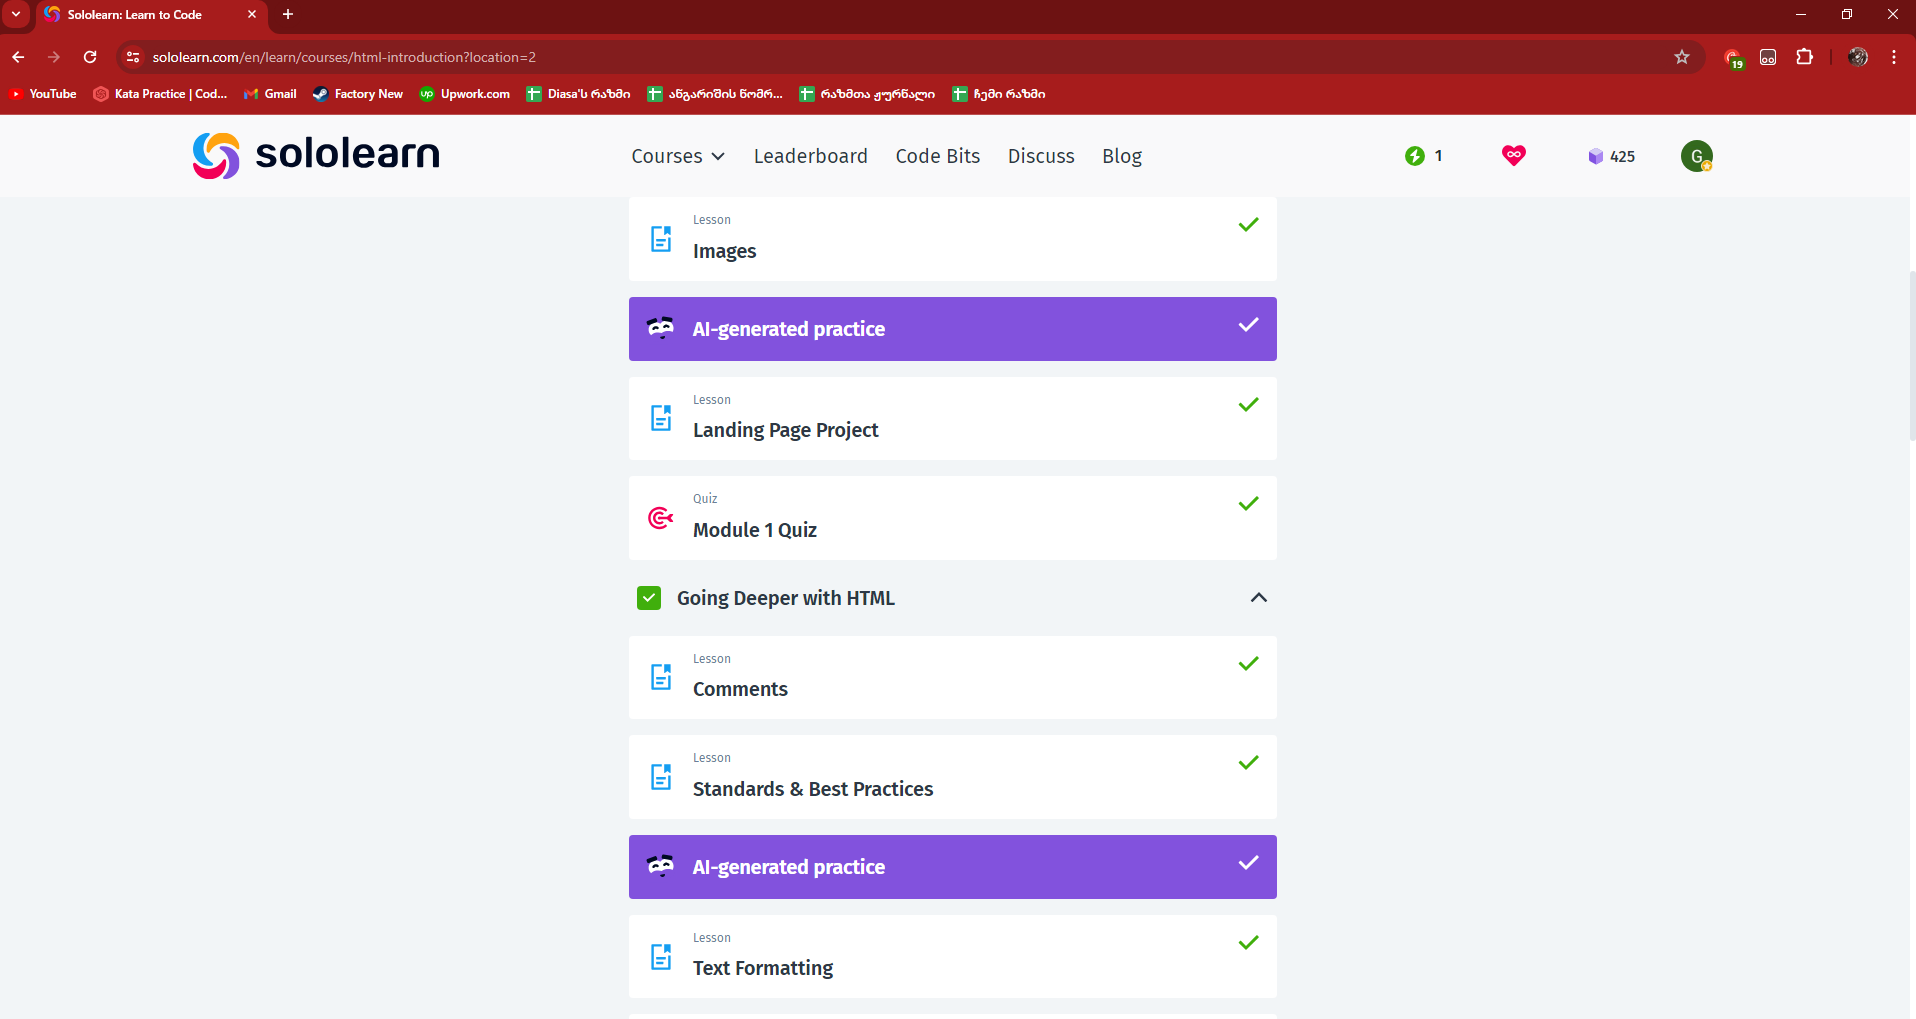 Sololearn: Learn to Code
sololearn.com/en/learn/courses/html-introduction?location=2
19
YouTube Kata Practice | Cod... Gmail Factory New Upwork.com Diasa'ს რაზმი ანგარიშის ნომრ... რაზმთა ჟურნალი ჩემი რაზმი
sololearn Courses Leaderboard Code Bits Discuss Blog 1 425 G
Lesson
Images
AI-generated practice
Lesson
Landing Page Project
Quiz
Module 1 Quiz
Going Deeper with HTML
Lesson
Comments
Lesson
Standards & Best Practices
AI-generated practice
Lesson
Text Formatting